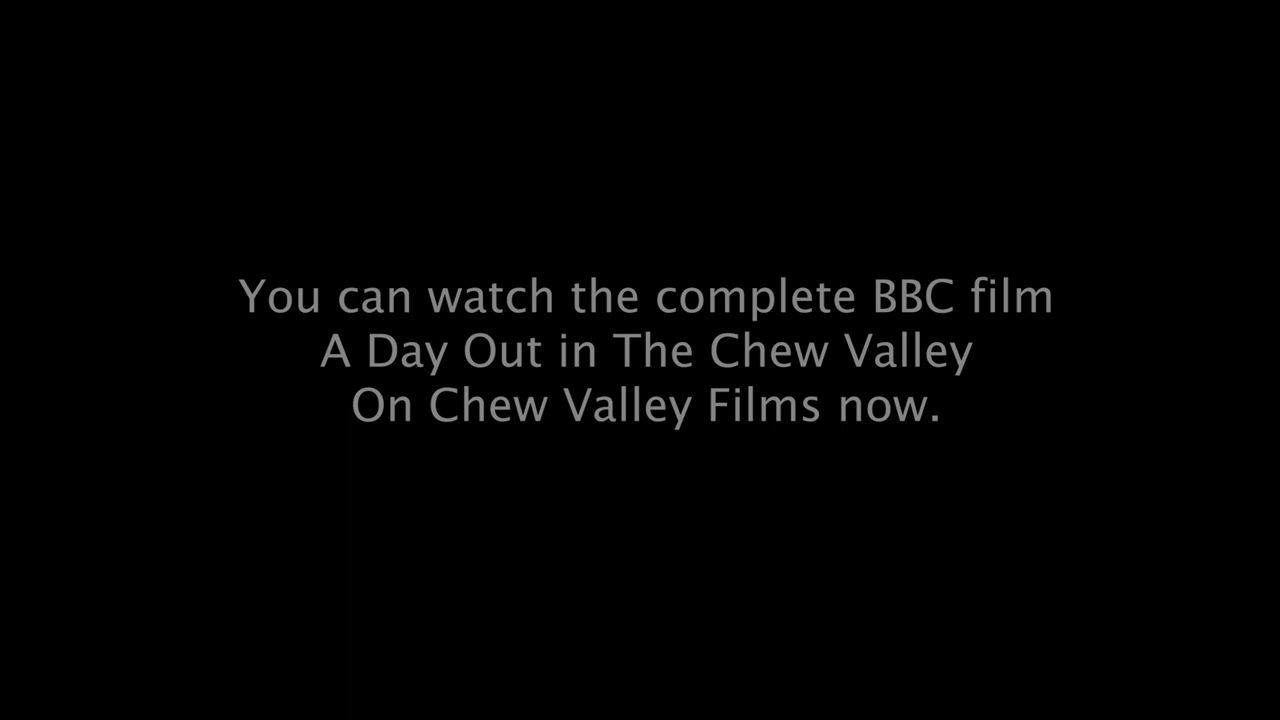 You can watch the complete BBC film
A Day Out in The Chew Valley
On Chew Valley Films now.